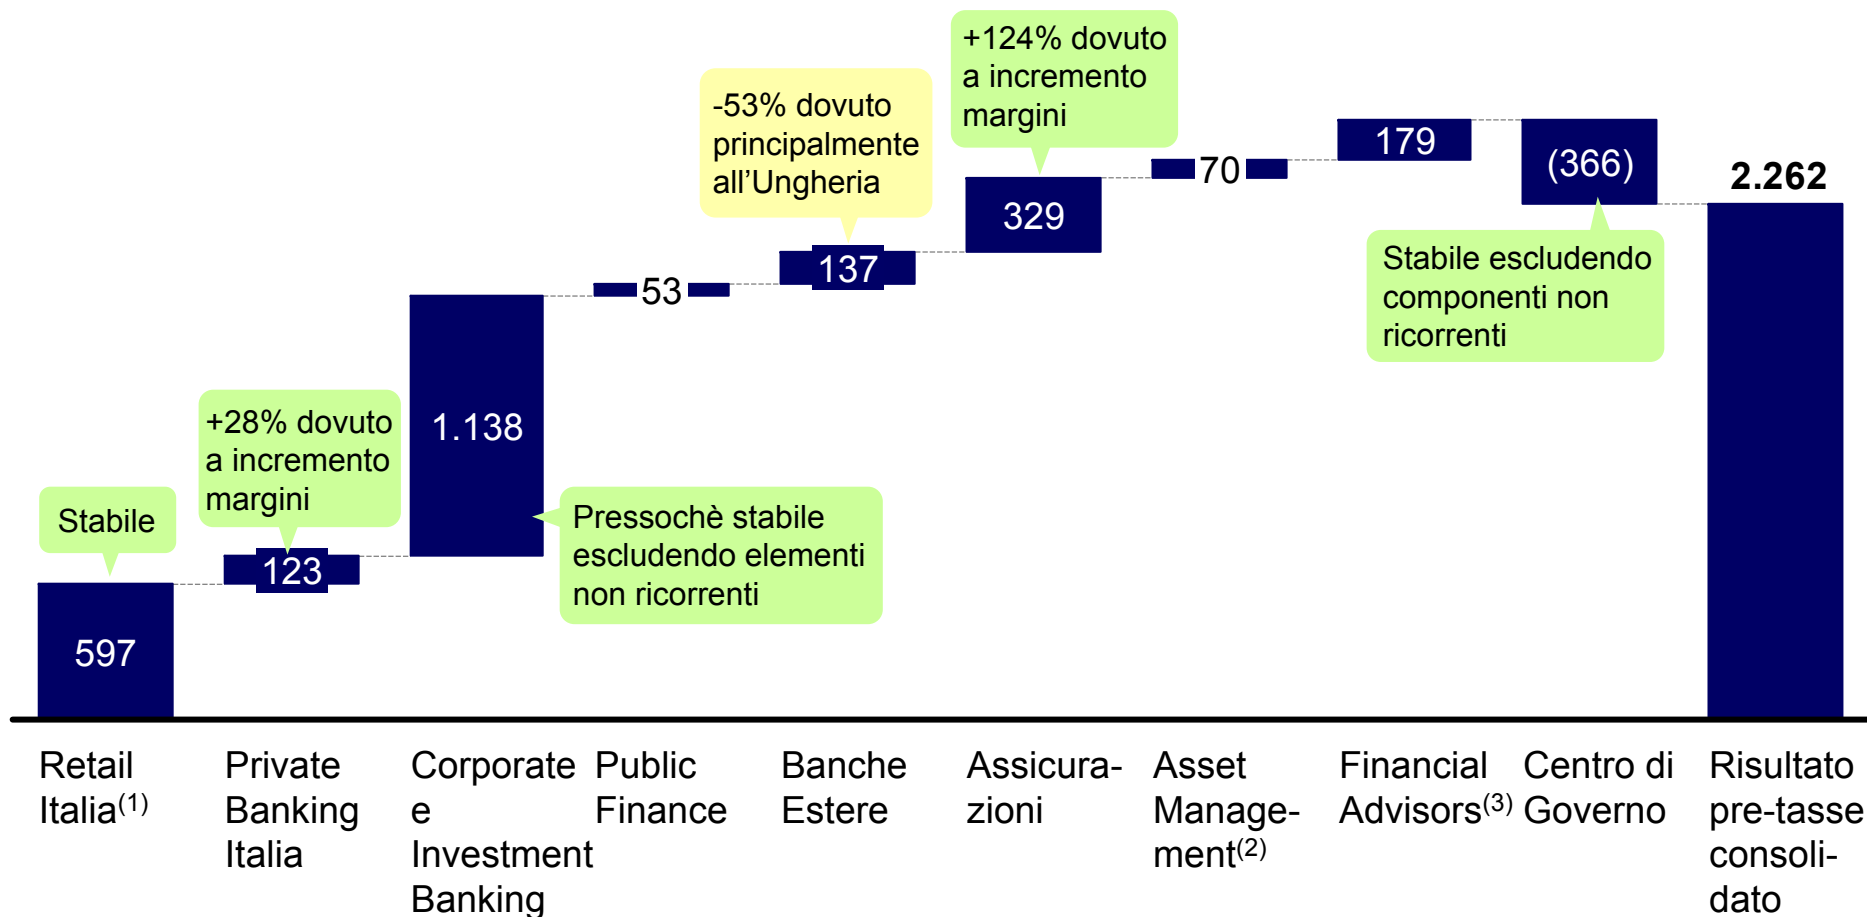 +124% dovuto
a incremento
margini
-53% dovuto
principalmente
all'Ungheria
179
(366)
2.262
70
329
137
53
Stabile escludendo
componenti non
ricorrenti
+28% dovuto
a incremento
margini
1.138
Stabile
Pressochè stabile
escludendo elementi
non ricorrenti
123
597
Retail
Italia(1)
Private
Banking
Italia
Corporate
e
Investment
Banking
Public
Finance
Banche
Estere
Assicura-
zioni
Asset
Manage-
ment(2)
Financial
Advisors(3)
Centro di
Governo
Risultato
pre-tasse
consoli-
dato